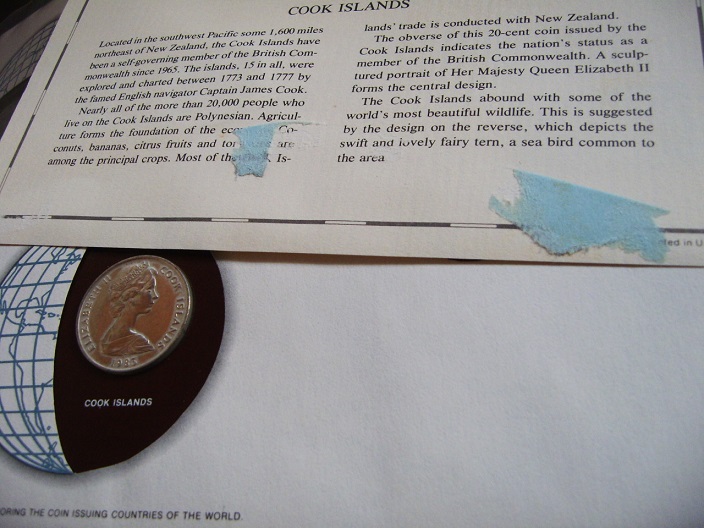 COOK ISLANDS
Located in the southwest Pacific some 1,600 miles
northeast of New Zealand, the Cook Islands have
been a self-governing member of the British Com-
monwealth since 1965. The islands, 15 in all, were
explored and charted between 1773 and 1777 by
the famed English navigator Captain James Cook.
Nearly all of the more than 20,000 people who
live on the Cook Islands are Polynesian. Agricul-
ture forms the foundation of the Co-
conuts, bananas, citrus fruits and are
among the principal crops. Most of Is-
lands' trade is conducted with New Zealand.
The obverse of this 20-cent coin issued by the
Cook Islands indicates the nation's status as a
member of the British Commonwealth. A sculp-
tured portrait of Her Majesty Queen Elizabeth II
forms the central design.
The Cook Islands abound with some of the
world's most beautiful wildlife. This is suggested
by the design on the reverse, which depicts the
swift and lovely fairy tern, a sea bird common to
the area
in U
ELIZABETH II COOK ISLANDS
1983
COOK ISLANDS
ORING THE COIN ISSUING COUNTRIES OF THE WORLD.